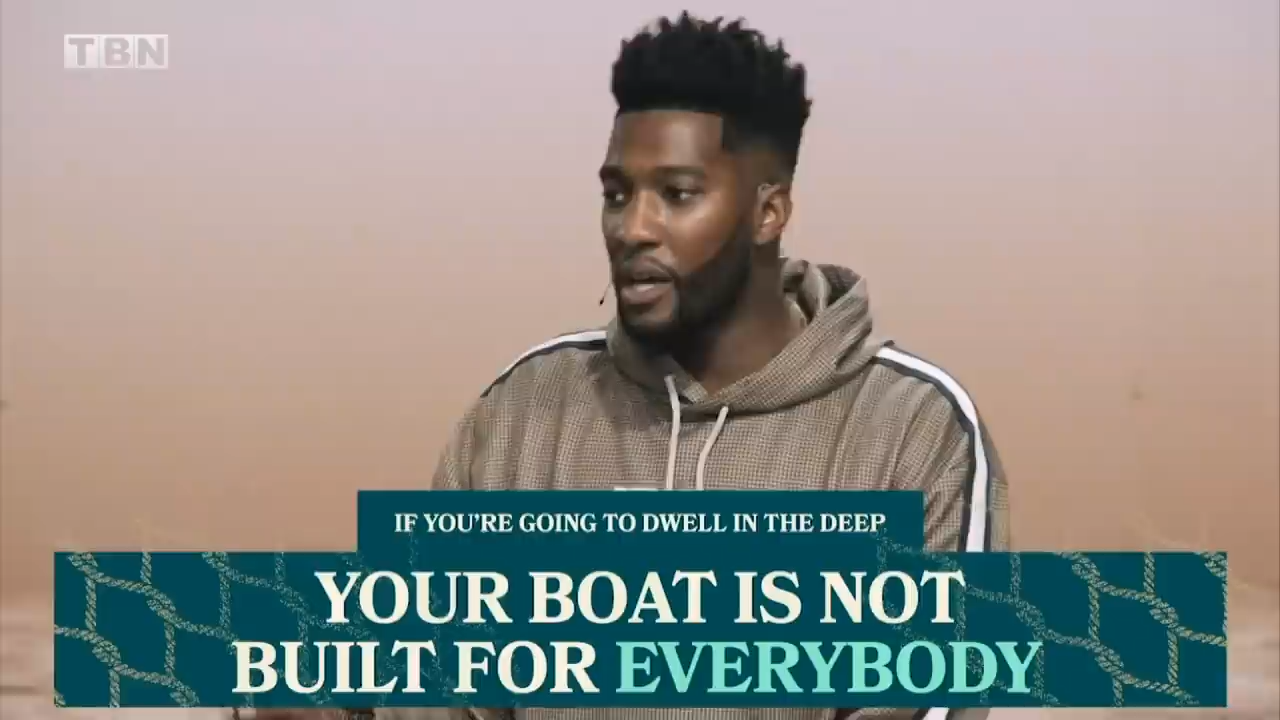 TBN
IF YOU'RE GOING TO DWELL IN THE DEEP
YOUR BOAT IS NOT
BUILT FOR EVERYBODY